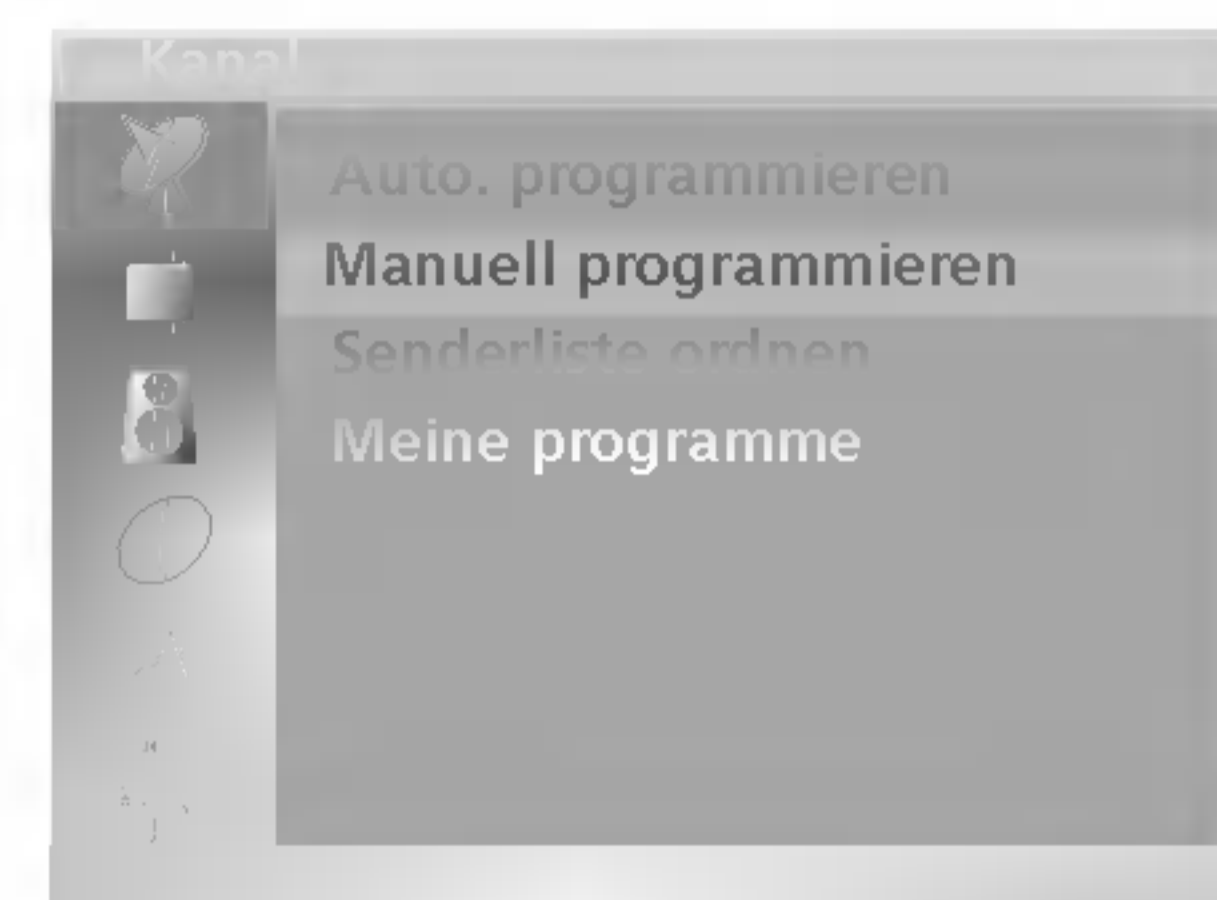 Kanal
Auto. programmieren
Manuell programmieren
Senderliste ordnen
Meine programme